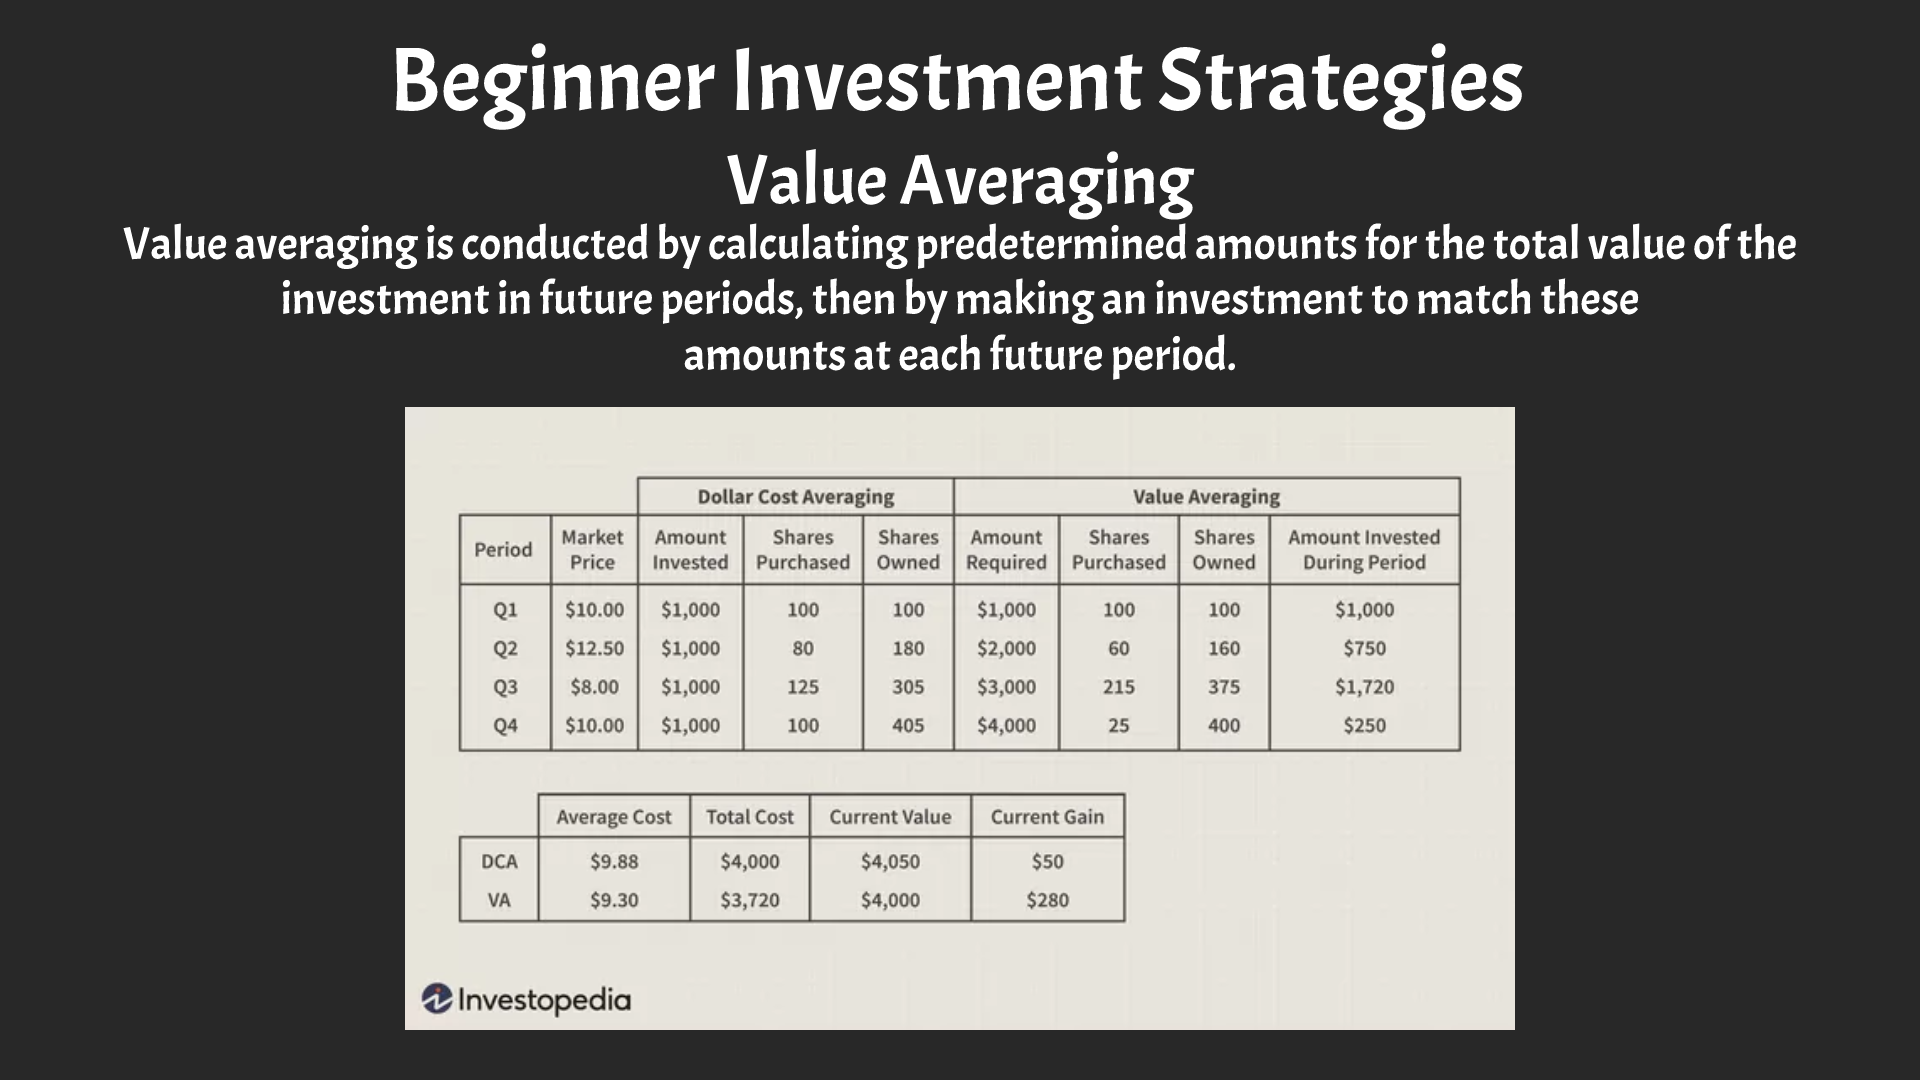 Beginner Investment Strategies
Value Averaging
Value averaging is conducted by calculating predetermined amounts for the total value of the
investment in future periods, then by making an investment to match these
amounts at each future period.
Dollar Cost Averaging Value Averaging
Period Market Price Amount Invested Shares Purchased Shares Owned Amount Required Shares Purchased Shares Owned Amount Invested During Period
Q1 $10.00 $1,000 100 100 $1,000 100 100 $1,000
Q2 $12.50 $1,000 80 180 $2,000 60 160 $750
Q3 $8.00 $1,000 125 305 $3,000 215 375 $1,720
Q4 $10.00 $1,000 100 405 $4,000 25 400 $250
Average Cost Total Cost Current Value Current Gain
DCA $9.88 $4,000 $4,050 $50
VA $9.30 $3,720 $4,000 $280
Investopedia